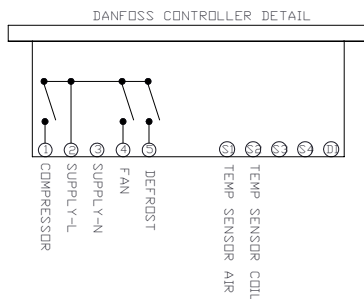 DANFOSS CONTROLLER DETAIL
1 2 3 4 5 S1 S2 S3 S4 D1
COMPRESSOR
SUPPLY-L
SUPPLY-N
FAN
DEFROST
TEMP SENSOR AIR
TEMP SENSOR COIL